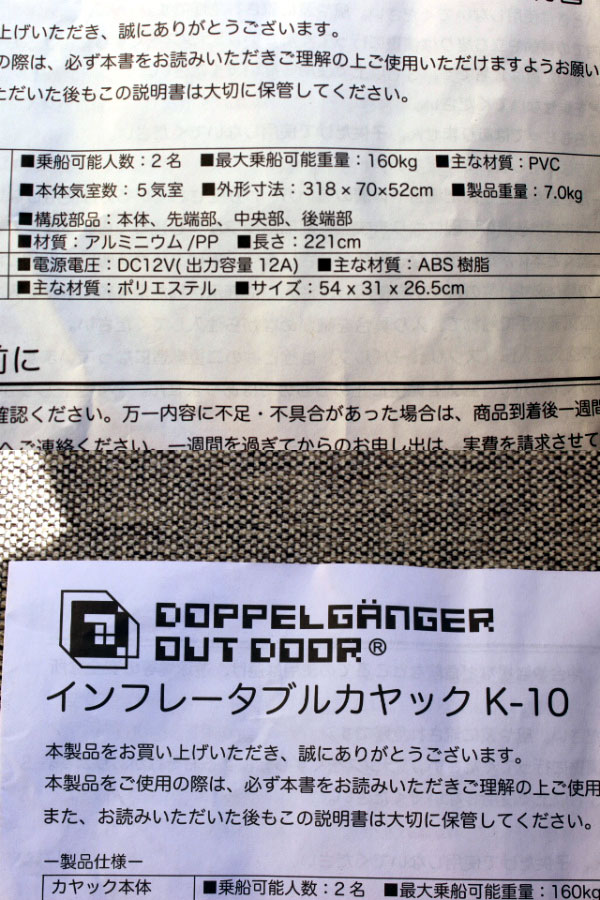 上げいただき、誠にありがとうございます。
の際は、必ず本書をお読みいただきご理解の上ご使用いただけますようお願い
ただいた後もこの説明書は大切に保管してください。
■乗船可能人数：2名 ■最大乗船可能重量：160kg ■主な材質：PVC
■本体気室数：5気室 ■外形寸法：318×70×52cm ■製品重量：7.0kg
■構成部品：本体、先端部、中央部、後端部
■材質：アルミニウム/PP ■長さ：221cm
■電源電圧：DC12V(出力容量12A) ■主な材質：ABS樹脂
■主な材質：ポリエステル ■サイズ：54 x 31 x 26.5cm
前に
確認ください。万一内容に不足・不具合があった場合は、商品到着後一週間
へご連絡ください。一週間を過ぎてからのお申し出は、実費を請求させて
DOPPELGÄNGER
OUTDOOR®
インフレータブルカヤック K-10
本製品をお買い上げいただき、誠にありがとうございます。
本製品をご使用の際は、必ず本書をお読みいただきご理解の上ご使用
また、お読みいただいた後もこの説明書は大切に保管してください。
ー製品仕様ー
カヤック本体 ■乗船可能人数：2名 ■最大乗船可能重量：160kg